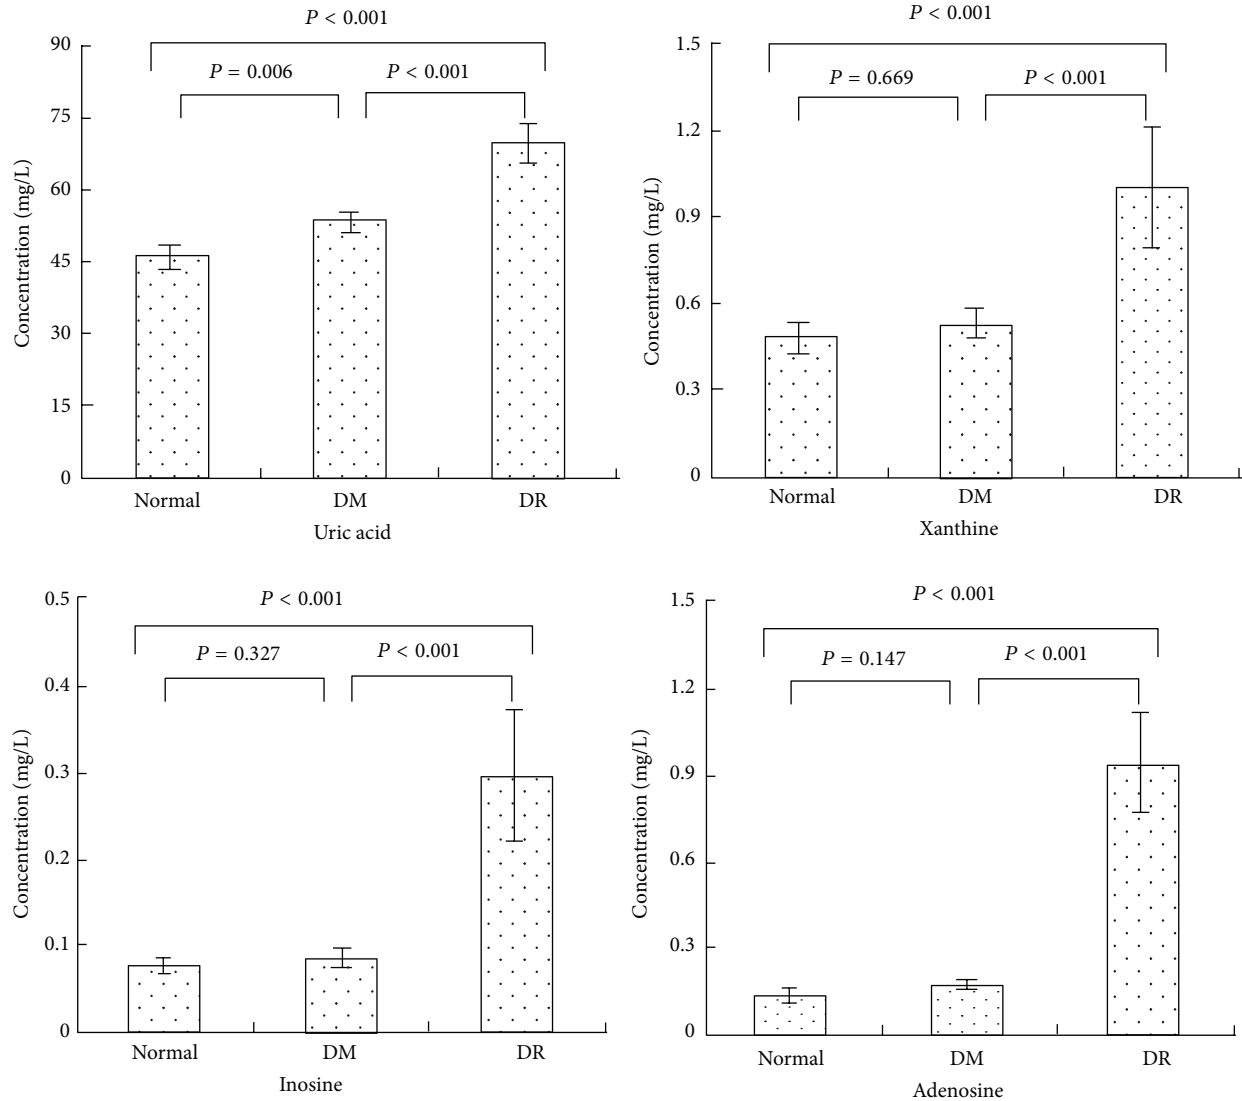 P < 0.001
P = 0.006
P < 0.001
90
75
60
45
30
15
0
Concentration (mg/L)
Normal
DM
DR
Uric acid
P < 0.001
P = 0.669
P < 0.001
1.5
1.2
0.9
0.6
0.3
0
Concentration (mg/L)
Normal
DM
DR
Xanthine
P < 0.001
P = 0.327
P < 0.001
0.5
0.4
0.3
0.2
0.1
0
Concentration (mg/L)
Normal
DM
DR
Inosine
P < 0.001
P = 0.147
P < 0.001
1.5
1.2
0.9
0.6
0.3
0
Concentration (mg/L)
Normal
DM
DR
Adenosine